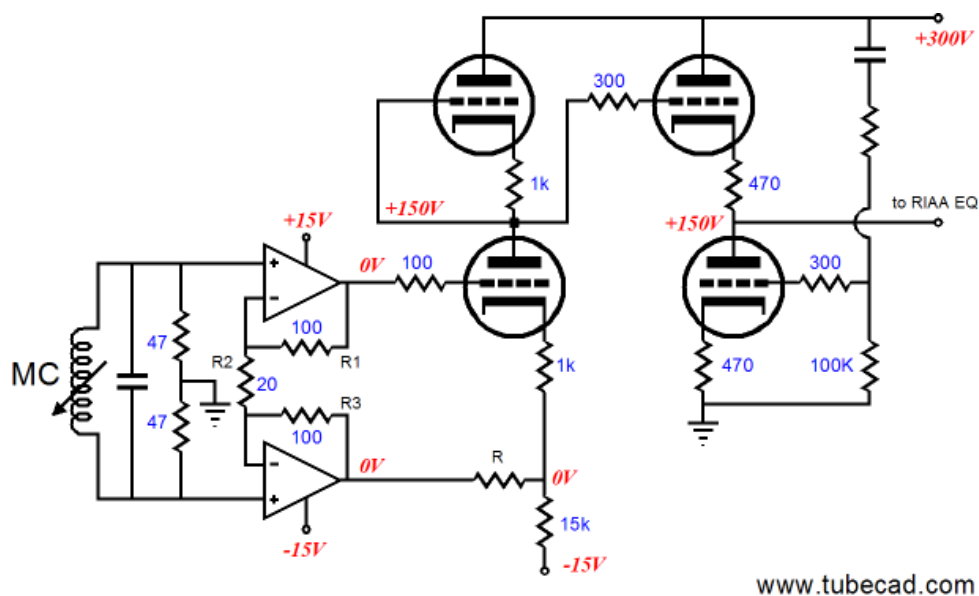 +300V
300
1k
470
+150V
+150V
to RIAA EQ
+15V
0V
100
300
+
-
100
47
R2
R1
1k
470
100K
MC
20
R3
47
100
R
0V
0V
-
+
15k
-15V
-15V
www.tubecad.com